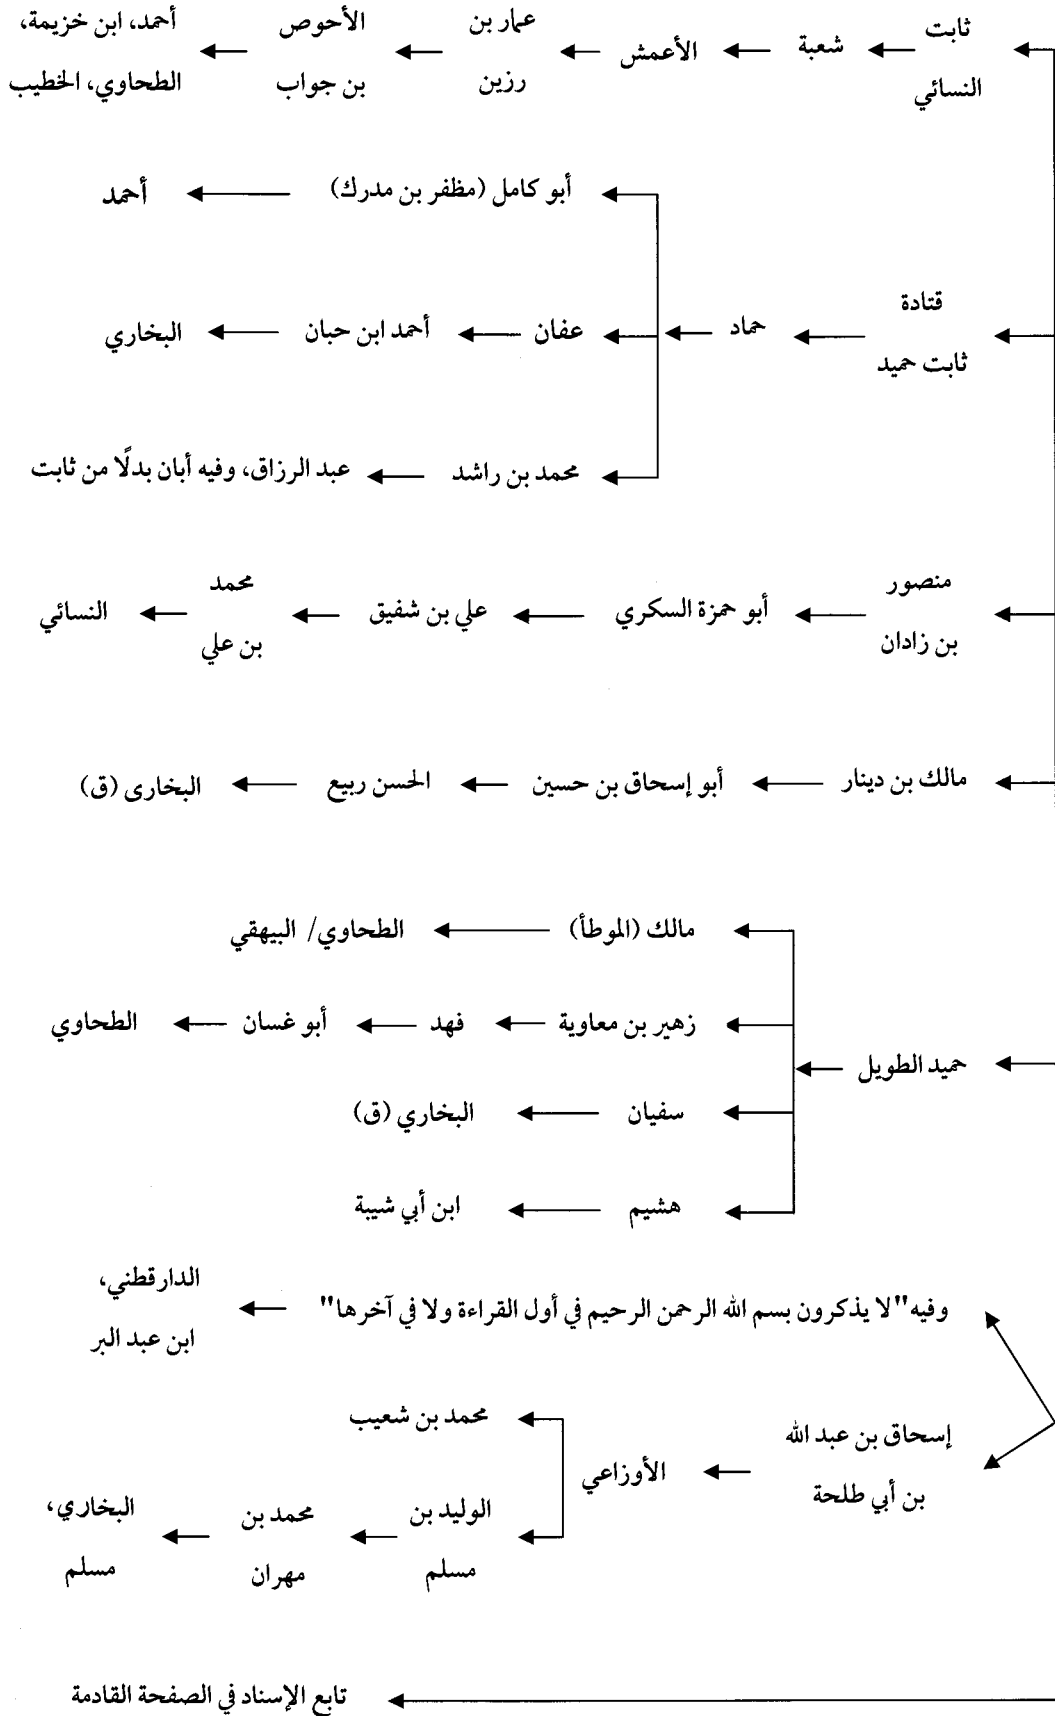 ثابت النسائي شعبة الأعمش عمار بن رزين الأحوص بن جواب أحمد، ابن خزيمة، الطحاوي، الخطيب
أبو كامل (مظفر بن مدرك) أحمد
قتادة ثابت حميد حماد عفان أحمد ابن حبان البخاري
محمد بن راشد عبد الرزاق، وفيه أبان بدلًا من ثابت
منصور بن زادان أبو حمزة السكري علي بن شفيق محمد بن علي النسائي
مالك بن دينار أبو إسحاق بن حسين الحسن ربيع البخارى (ق)
مالك (الموطأ) الطحاوي/ البيهقي
زهير بن معاوية فهد أبو غسان الطحاوي
حميد الطويل
سفيان البخاري (ق)
هشيم ابن أبي شيبة
وفيه "لا يذكرون بسم الله الرحمن الرحيم في أول القراءة ولا في آخرها" الدارقطني، ابن عبد البر
محمد بن شعيب
إسحاق بن عبد الله بن أبي طلحة الأوزاعي
الوليد بن مسلم محمد بن مهران البخاري، مسلم
تابع الإسناد في الصفحة القادمة